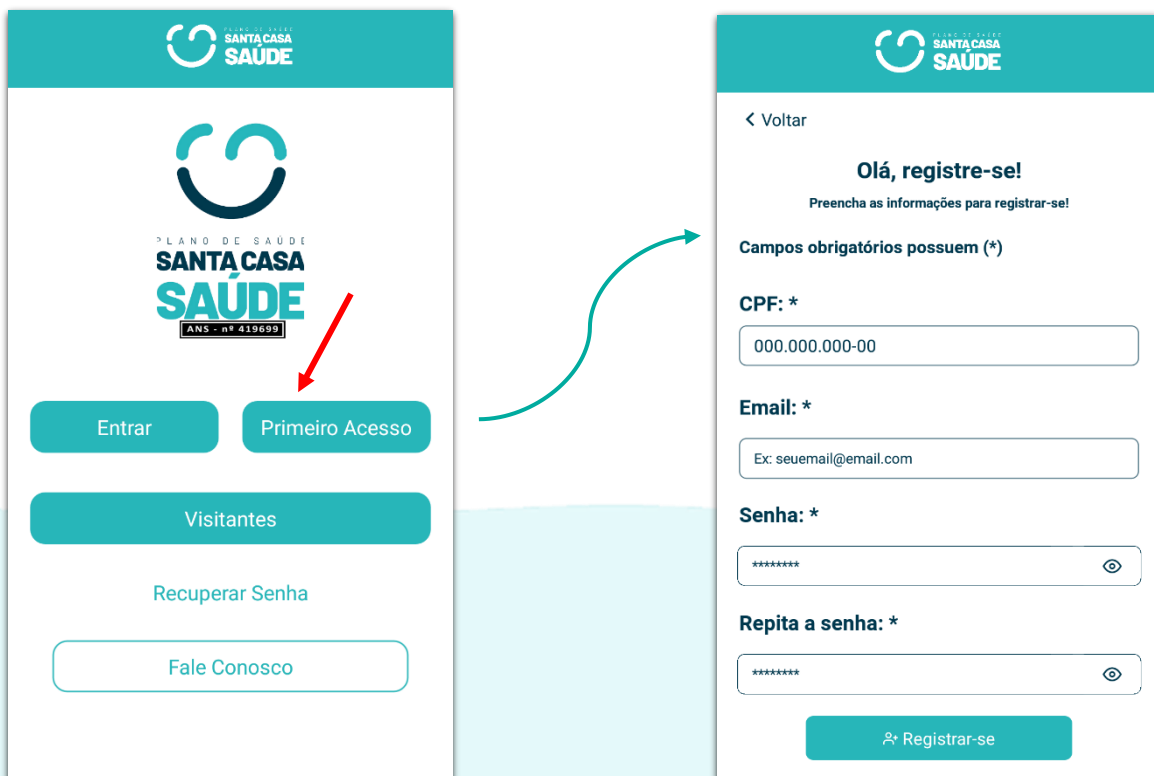 PLANO DE SAÚDE
SANTA CASA
SAÚDE
PLANO DE SAÚDE
SANTA CASA
SAÚDE
ANS - nº 419699
Entrar
Primeiro Acesso
Visitantes
Recuperar Senha
Fale Conosco
PLANO DE SAÚDE
SANTA CASA
SAÚDE
Voltar
Olá, registre-se!
Preencha as informações para registrar-se!
Campos obrigatórios possuem (*)
CPF: *
000.000.000-00
Email: *
Ex: seuemail@email.com
Senha: *
********
Repita a senha: *
********
Registrar-se